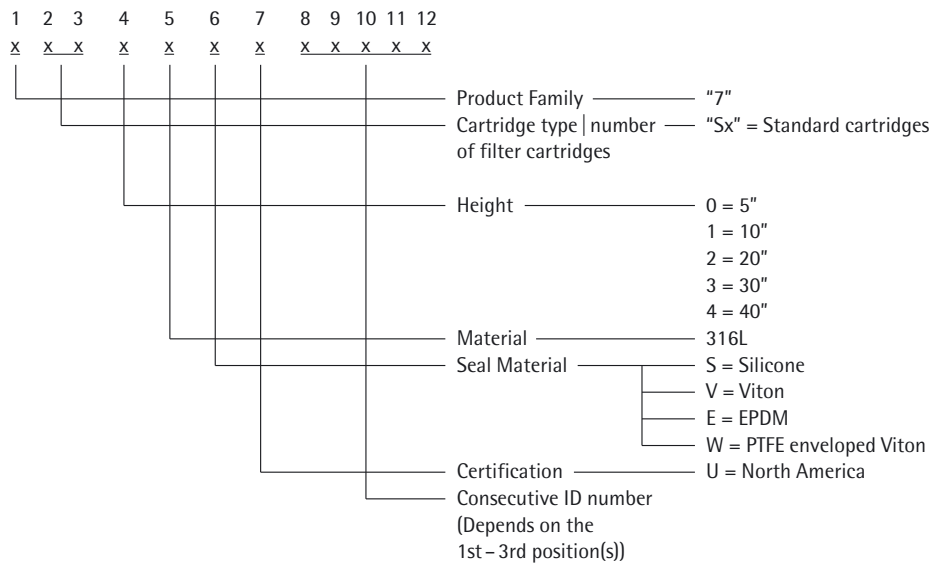 1 2 3 4 5 6 7 8 9 10 11 12
x x x x x x x x x x x x
Product Family “7”
Cartridge type | number “Sx” = Standard cartridges
of filter cartridges
Height 0 = 5”
1 = 10”
2 = 20”
3 = 30”
4 = 40”
Material 316L
Seal Material S = Silicone
V = Viton
E = EPDM
W = PTFE enveloped Viton
Certification U = North America
Consecutive ID number
(Depends on the
1st – 3rd position(s))